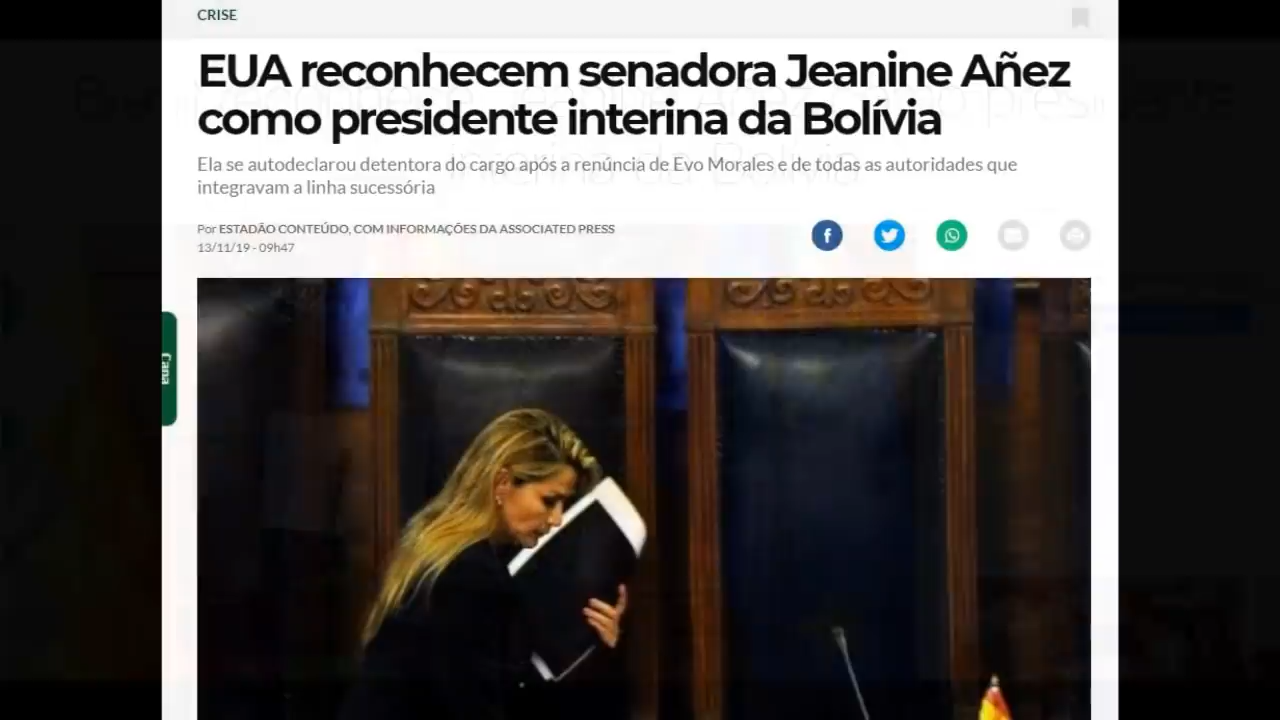 CRISE
EUA reconhecem senadora Jeanine Añez
como presidente interina da Bolívia
Ela se autodeclarou detentora do cargo após a renúncia de Evo Morales e de todas as autoridades que
integravam a linha sucessória
Por ESTADÃO CONTEÚDO, COM INFORMAÇÕES DA ASSOCIATED PRESS
13/11/19 - 09h47
Capa